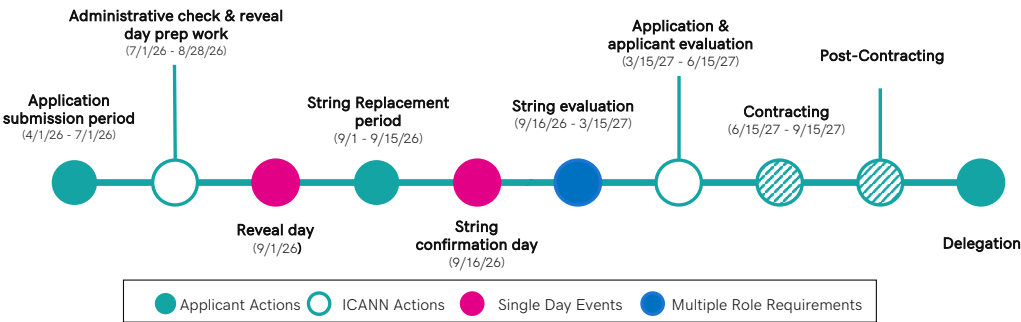 Application
submission period
(4/1/26 - 7/1/26)
Administrative check & reveal
day prep work
(7/1/26 - 8/28/26)
Reveal day
(9/1/26)
String Replacement
period
(9/1 - 9/15/26)
String
confirmation day
(9/16/26)
String evaluation
(9/16/26 - 3/15/27)
Application &
applicant evaluation
(3/15/27 - 6/15/27)
Contracting
(6/15/27 - 9/15/27)
Post-Contracting
Delegation
Applicant Actions
ICANN Actions
Single Day Events
Multiple Role Requirements